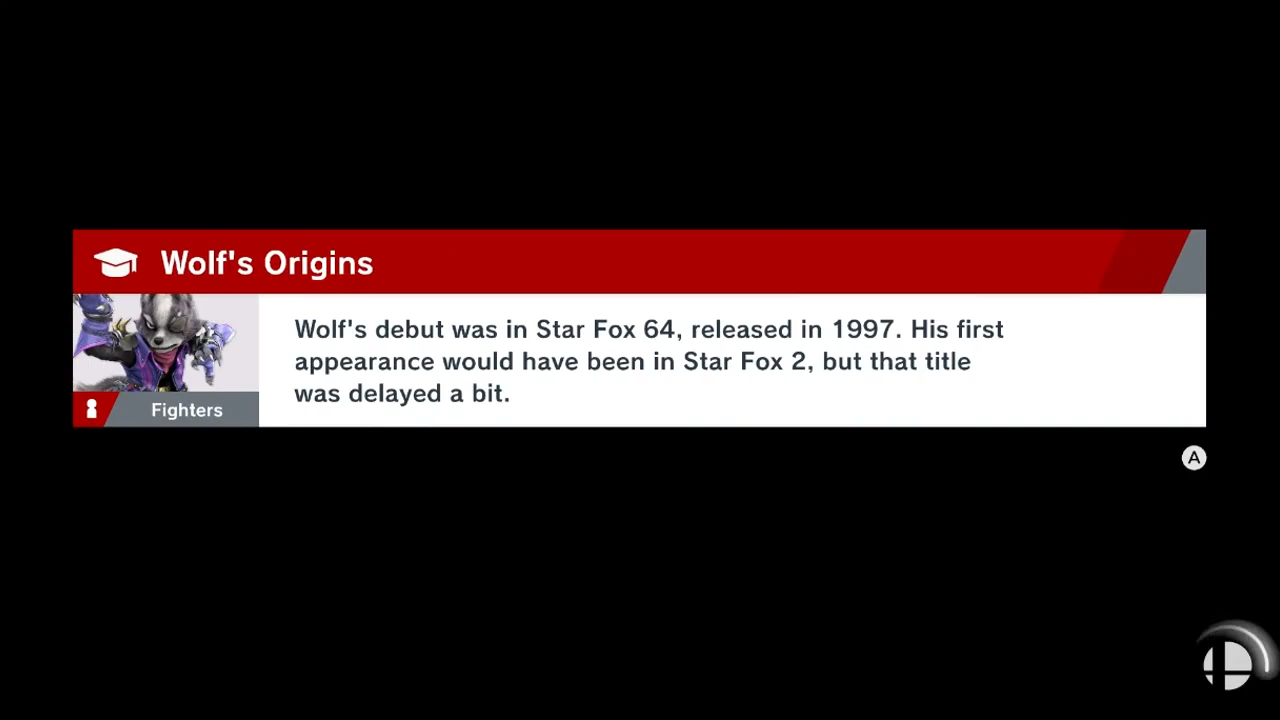 Wolf's Origins
Wolf's debut was in Star Fox 64, released in 1997. His first
appearance would have been in Star Fox 2, but that title
was delayed a bit.
Fighters
A